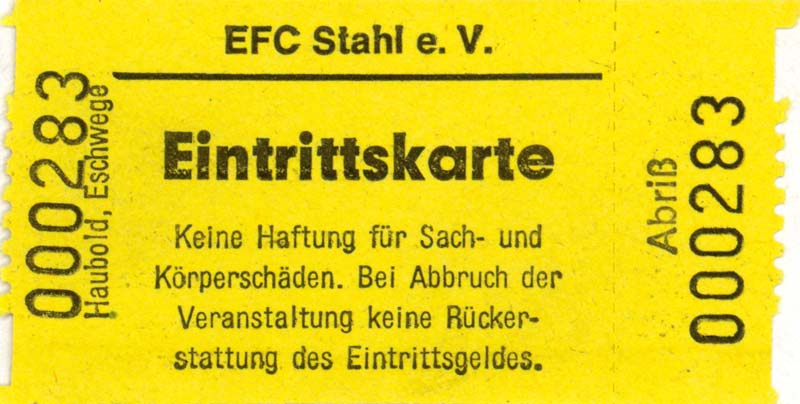 EFC Stahl e. V.
000283
Haubold, Eschwege
Eintrittskarte
Keine Haftung für Sach- und
Körperschäden. Bei Abbruch der
Veranstaltung keine Rücker-
stattung des Eintrittsgeldes.
Abriß
000283